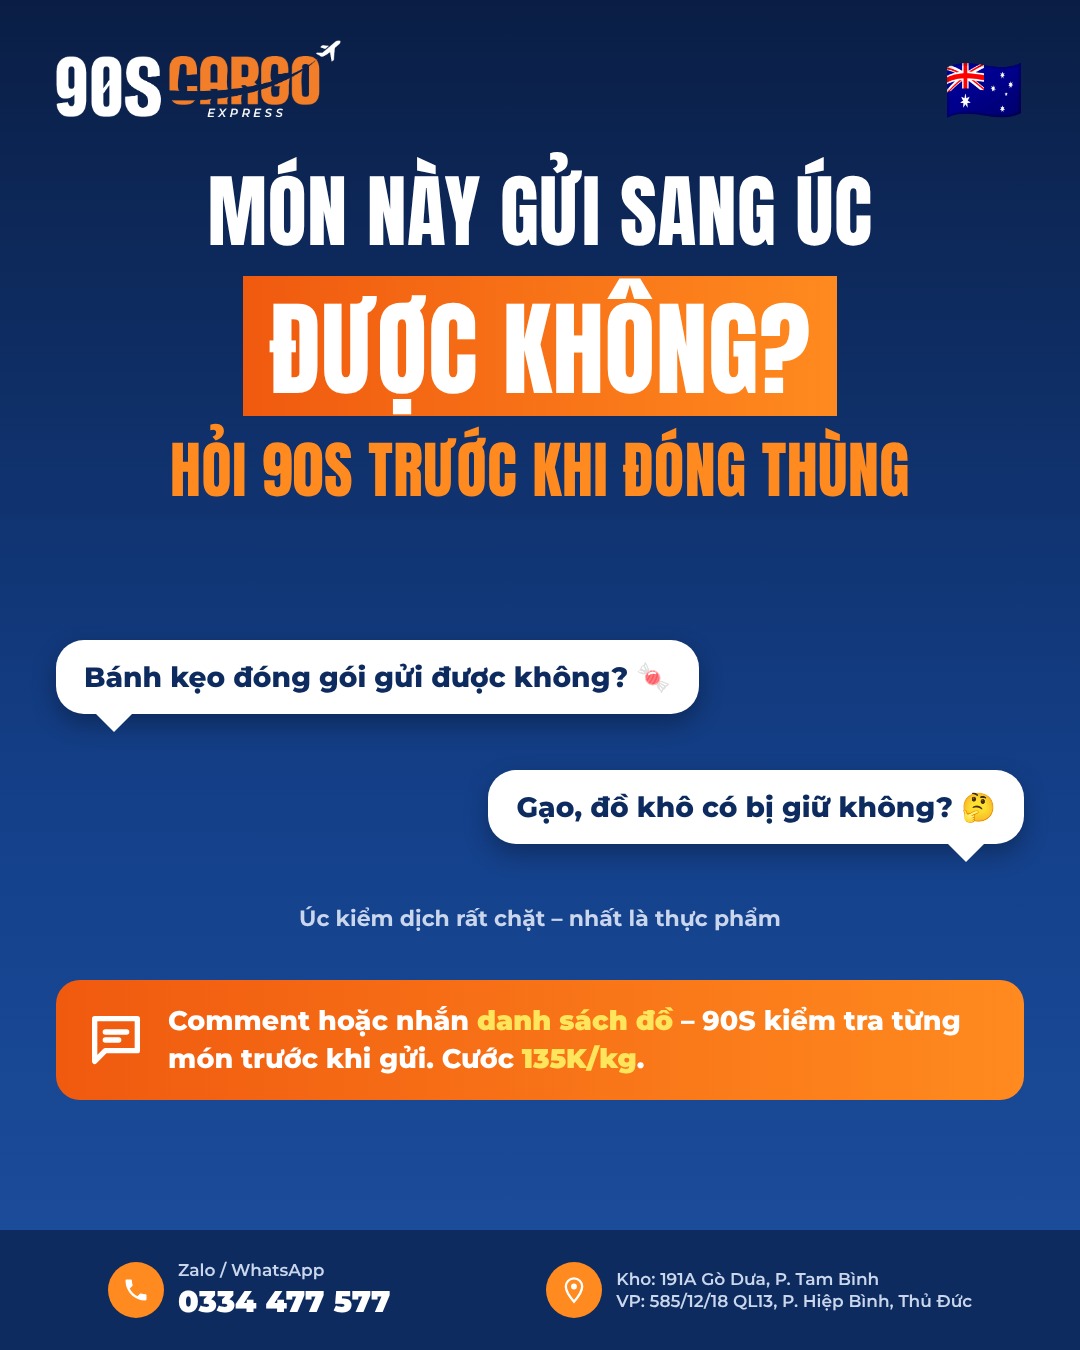 90S CARGO
EXPRESS
MÓN NÀY GỬI SANG ÚC
ĐƯỢC KHÔNG?
HỎI 90S TRƯỚC KHI ĐÓNG THÙNG
Bánh kẹo đóng gói gửi được không? 🍬
Gạo, đồ khô có bị giữ không? 🤔
Úc kiểm dịch rất chặt – nhất là thực phẩm
Comment hoặc nhắn danh sách đồ – 90S kiểm tra từng
món trước khi gửi. Cước 135K/kg.
Zalo / WhatsApp
0334 477 577
Kho: 191A Gò Dưa, P. Tam Bình
VP: 585/12/18 QL13, P. Hiệp Bình, Thủ Đức